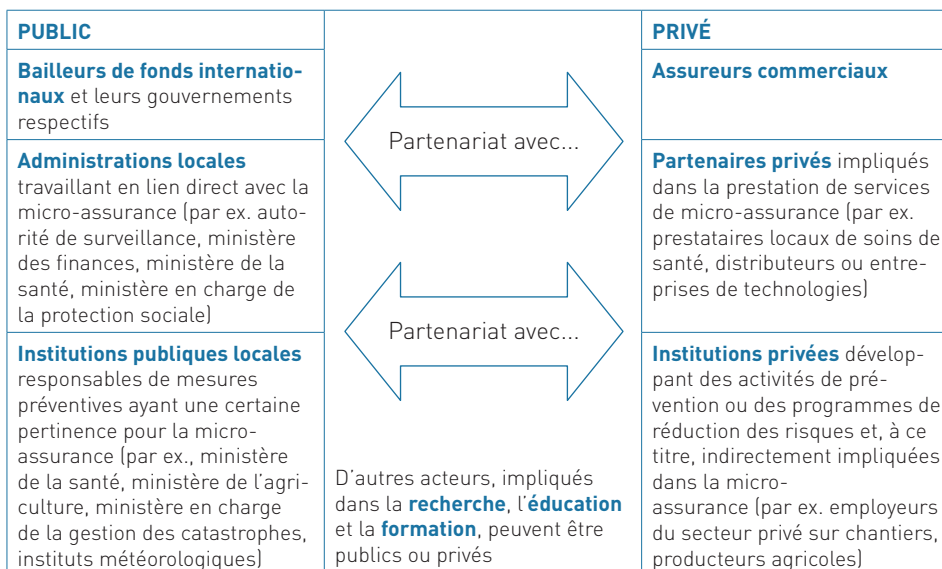 PUBLIC
Bailleurs de fonds internatio-
naux et leurs gouvernements
respectifs
Administrations locales
travaillant en lien direct avec la
micro-assurance (par ex. auto-
rité de surveillance, ministère
des finances, ministère de la
santé, ministère en charge de
la protection sociale)
Institutions publiques locales
responsables de mesures
préventives ayant une certaine
pertinence pour la micro-
assurance (par ex., ministère
de la santé, ministère de l'agri-
culture, ministère en charge
de la gestion des catastrophes,
instituts météorologiques)
Partenariat avec...
Partenariat avec...
D'autres acteurs, impliqués
dans la recherche, l'éducation
et la formation, peuvent être
publics ou privés
PRIVÉ
Assureurs commerciaux
Partenaires privés impliqués
dans la prestation de services
de micro-assurance (par ex.
prestataires locaux de soins de
santé, distributeurs ou entre-
prises de technologies)
Institutions privées dévelop-
pant des activités de pré-
vention ou des programmes de
réduction des risques et, à ce
titre, indirectement impliquées
dans la micro-
assurance (par ex. employeurs
du secteur privé sur chantiers,
producteurs agricoles)